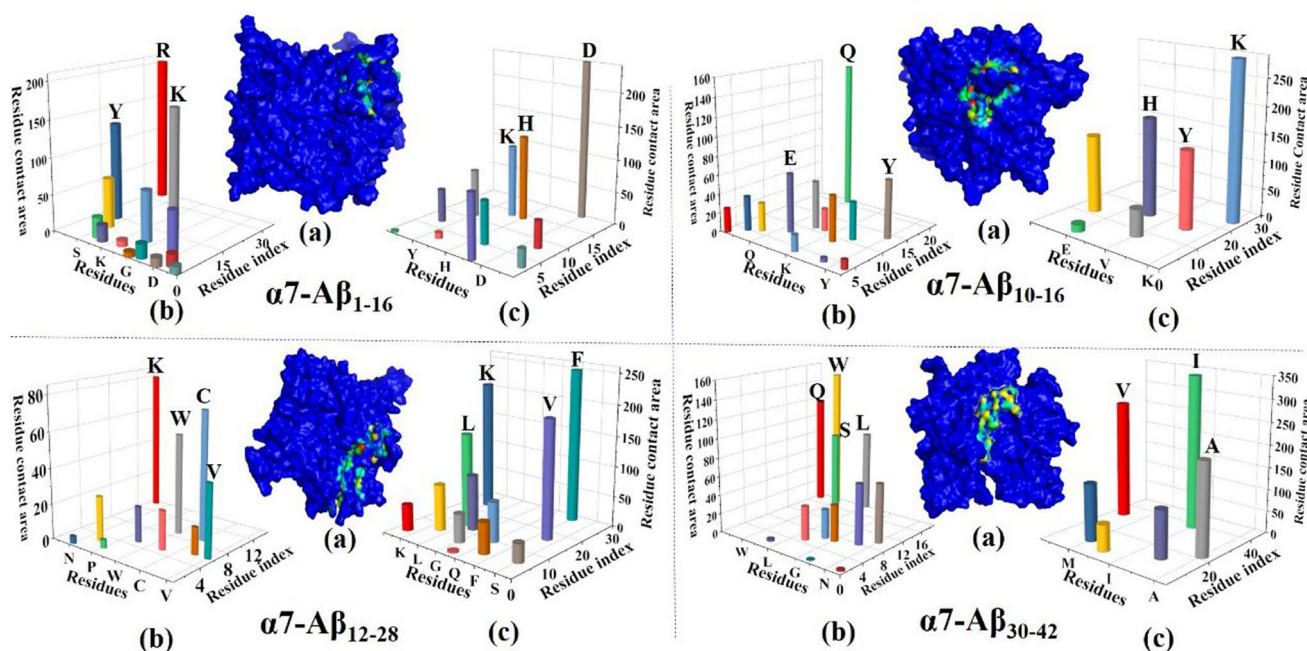 R
K
Y
200
150
100
50
0
Residue contact area
S
K
G
D
0
15
30
Residues
Residue index
(b)
(a)
D
H
K
200
150
100
50
0
Residue contact area
Y
H
D
5
10
15
Residues
Residue index
(c)
α7-Aβ1-16
Q
E
Y
160
140
120
100
80
60
40
20
0
Residue contact area
Q
K
Y
5
10
15
20
Residues
Residue index
(b)
(a)
K
H
Y
250
200
150
100
50
0
Residue Contact area
E
V
K
0
10
20
30
Residues
Residue index
(c)
α7-Aβ10-16
K
W
C
V
80
60
40
20
0
Residue contact area
N
P
W
C
V
4
8
12
Residues
Residue index
(b)
(a)
F
K
V
L
250
200
150
100
50
0
Residue contact area
K
L
G
Q
F
S
0
10
20
30
Residues
Residue index
(c)
α7-Aβ12-28
W
Q
S
L
160
140
120
100
80
60
40
20
0
Residue contact area
W
L
G
N
0
4
8
12
16
Residues
Residue index
(b)
(a)
I
V
A
350
300
250
200
150
100
50
0
Residue contact area
M
I
A
20
40
Residues
Residue index
(c)
α7-Aβ30-42